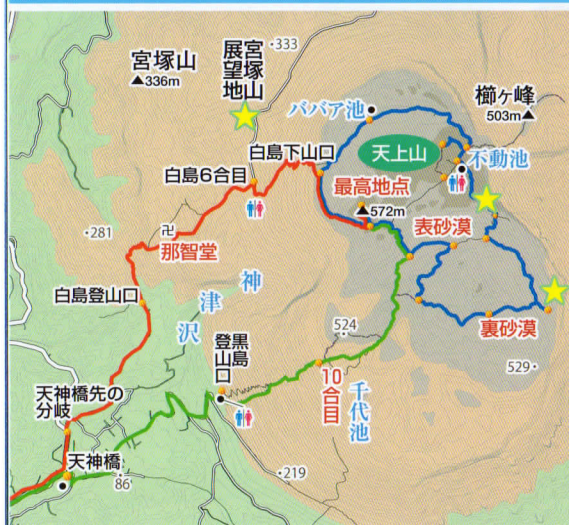 ・333
宮塚山
▲336m
宮塚山
展望地
ババア池
櫛ヶ峰
503m▲
天上山
不動池
白島下山口
白島6合目
最高地点
▲572m
表砂漠
・281
卍
那智堂
白島登山口
神津沢
524
裏砂漠
黒島
登山口
529・
10合目
千代池
天神橋先の
分岐
天神橋
・86
・219